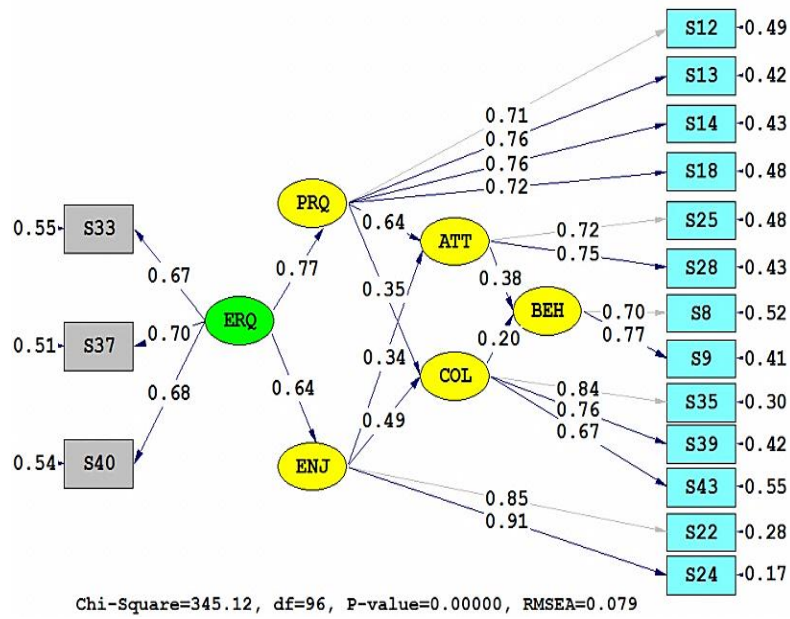 S12 0.49
S13 0.42
0.71
S14 0.43
0.76
0.76
S18 0.48
0.72
PRQ
0.64
S25 0.48
0.55 S33
0.72
ATT
0.75
0.67
0.77
0.38
S28 0.43
0.35
ERQ
BEH
0.70
S8 0.52
0.70
0.77
0.51 S37
0.20
0.34
S9 0.41
COL
0.68
0.64
0.84
S35 0.30
0.49
0.76
0.67
S39 0.42
0.54 S40
ENJ
S43 0.55
0.85
0.91
S22 0.28
S24 0.17
Chi-Square=345.12, df=96, P-value=0.00000, RMSEA=0.079